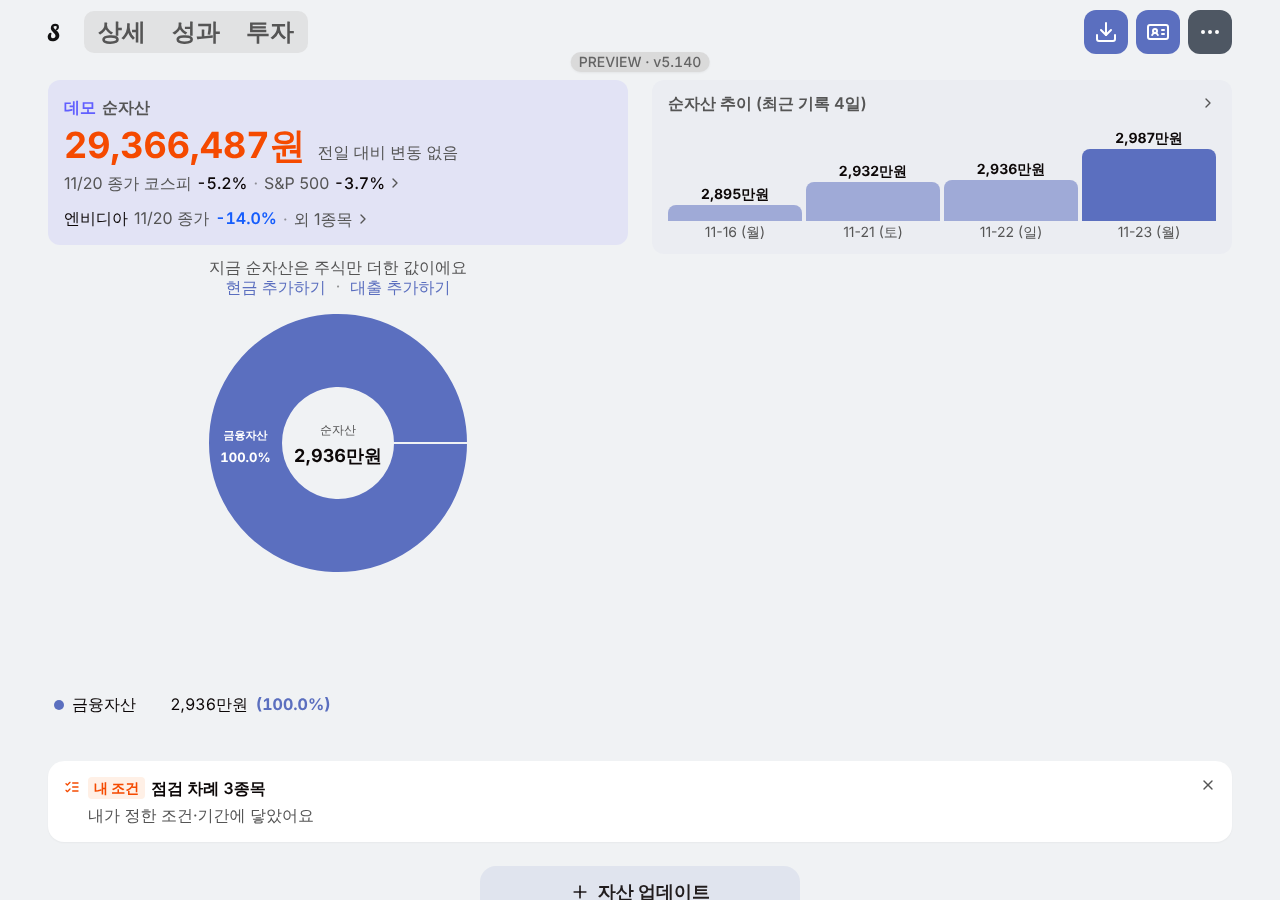 S 상세 성과 투자
PREVIEW · v5.140
데모 순자산
29,366,487원 전일 대비 변동 없음
11/20 종가 코스피 -5.2% · S&P 500 -3.7%
엔비디아 11/20 종가 -14.0% · 외 1종목
순자산 추이 (최근 기록 4일)
2,895만원 2,932만원 2,936만원 2,987만원
11-16 (월) 11-21 (토) 11-22 (일) 11-23 (월)
지금 순자산은 주식만 더한 값이에요
현금 추가하기 · 대출 추가하기
금융자산
100.0%
순자산
2,936만원
금융자산 2,936만원 (100.0%)
내 조건 점검 차례 3종목
내가 정한 조건·기간에 닿았어요
자산 업데이트